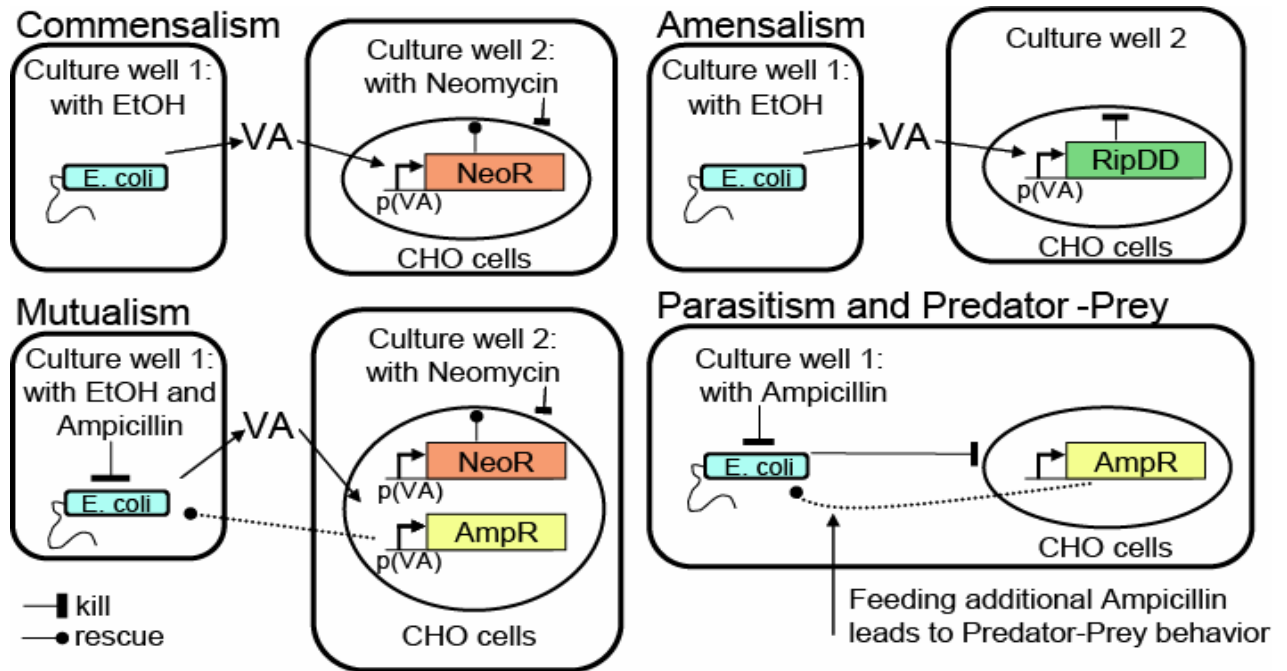 Commensalism
Culture well 1:
with EtOH
E. coli
VA
Culture well 2:
with Neomycin
NeoR
p(VA)
CHO cells
Amensalism
Culture well 1:
with EtOH
E. coli
VA
Culture well 2
RipDD
p(VA)
CHO cells
Mutualism
Culture well 1:
with EtOH and
Ampicillin
E. coli
VA
Culture well 2:
with Neomycin
NeoR
p(VA)
AmpR
p(VA)
CHO cells
kill
rescue
Parasitism and Predator -Prey
Culture well 1:
with Ampicillin
E. coli
AmpR
CHO cells
Feeding additional Ampicillin
leads to Predator-Prey behavior